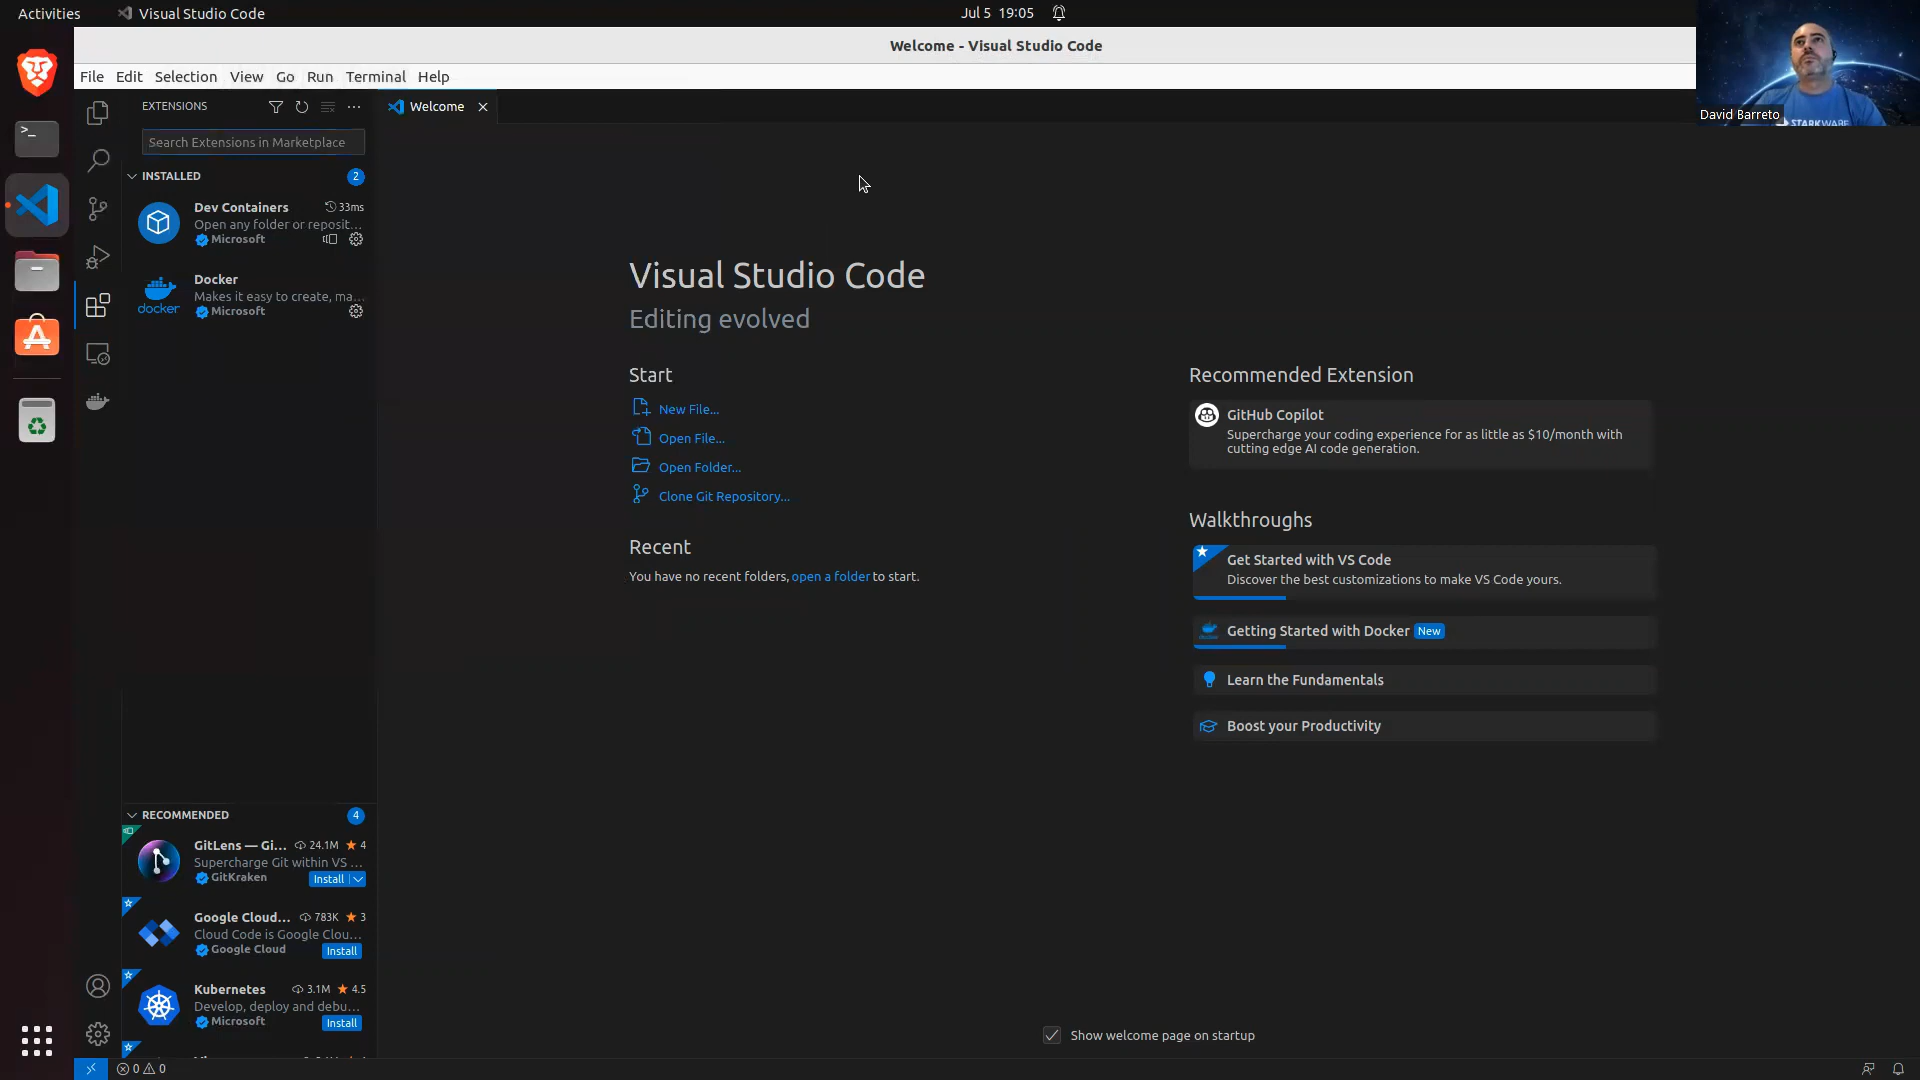 Activities
Visual Studio Code
Jul 5 19:05
Welcome - Visual Studio Code
File Edit Selection View Go Run Terminal Help
David Barreto
STARKWARE
EXTENSIONS
Welcome
Search Extensions in Marketplace
INSTALLED
2
Dev Containers
33ms
Open any folder or reposit...
Microsoft
Docker
Makes it easy to create, ma...
Microsoft
docker
Visual Studio Code
Editing evolved
Start
New File...
Open File...
Open Folder...
Clone Git Repository...
Recent
You have no recent folders, open a folder to start.
Recommended Extension
GitHub Copilot
Supercharge your coding experience for as little as $10/month with
cutting edge AI code generation.
Walkthroughs
Get Started with VS Code
Discover the best customizations to make VS Code yours.
Getting Started with Docker New
Learn the Fundamentals
Boost your Productivity
RECOMMENDED
4
GitLens — Gi... 24.1M 4
Supercharge Git within VS ...
GitKraken
Install
Google Cloud... 783K 3
Cloud Code is Google Clou...
Google Cloud
Install
Kubernetes 3.1M 4.5
Develop, deploy and debu...
Microsoft
Install
Show welcome page on startup
0 0